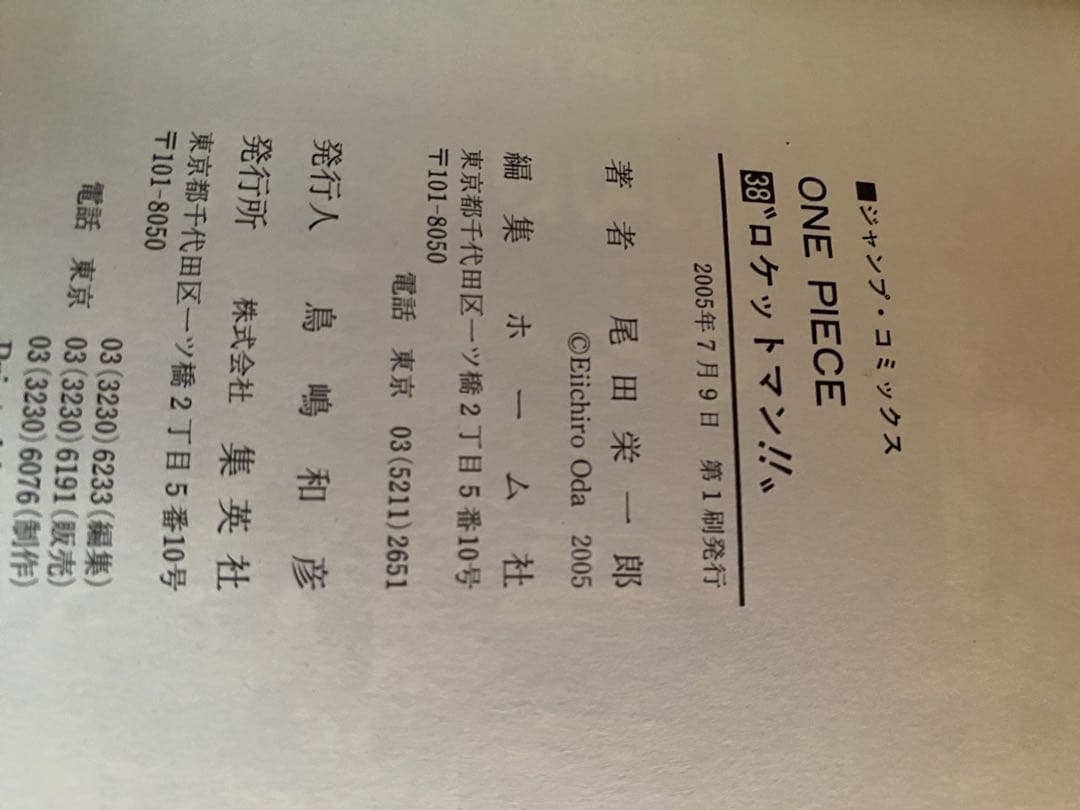 ■ジャンプ・コミックス
ONE PIECE
38〝ロケットマン!!〟
2005年7月9日 第1刷発行
著者 尾田栄一郎
©Eiichiro Oda 2005
編集 ホーム社
東京都千代田区一ツ橋2丁目5番10号
〒101-8050
電話 東京 03(5211)2651
発行人 鳥嶋和彦
発行所 株式会社 集英社
東京都千代田区一ツ橋2丁目5番10号
〒101-8050
03(3230)6233(編集)
電話 東京 03(3230)6191(販売)
03(3230)6076(制作)